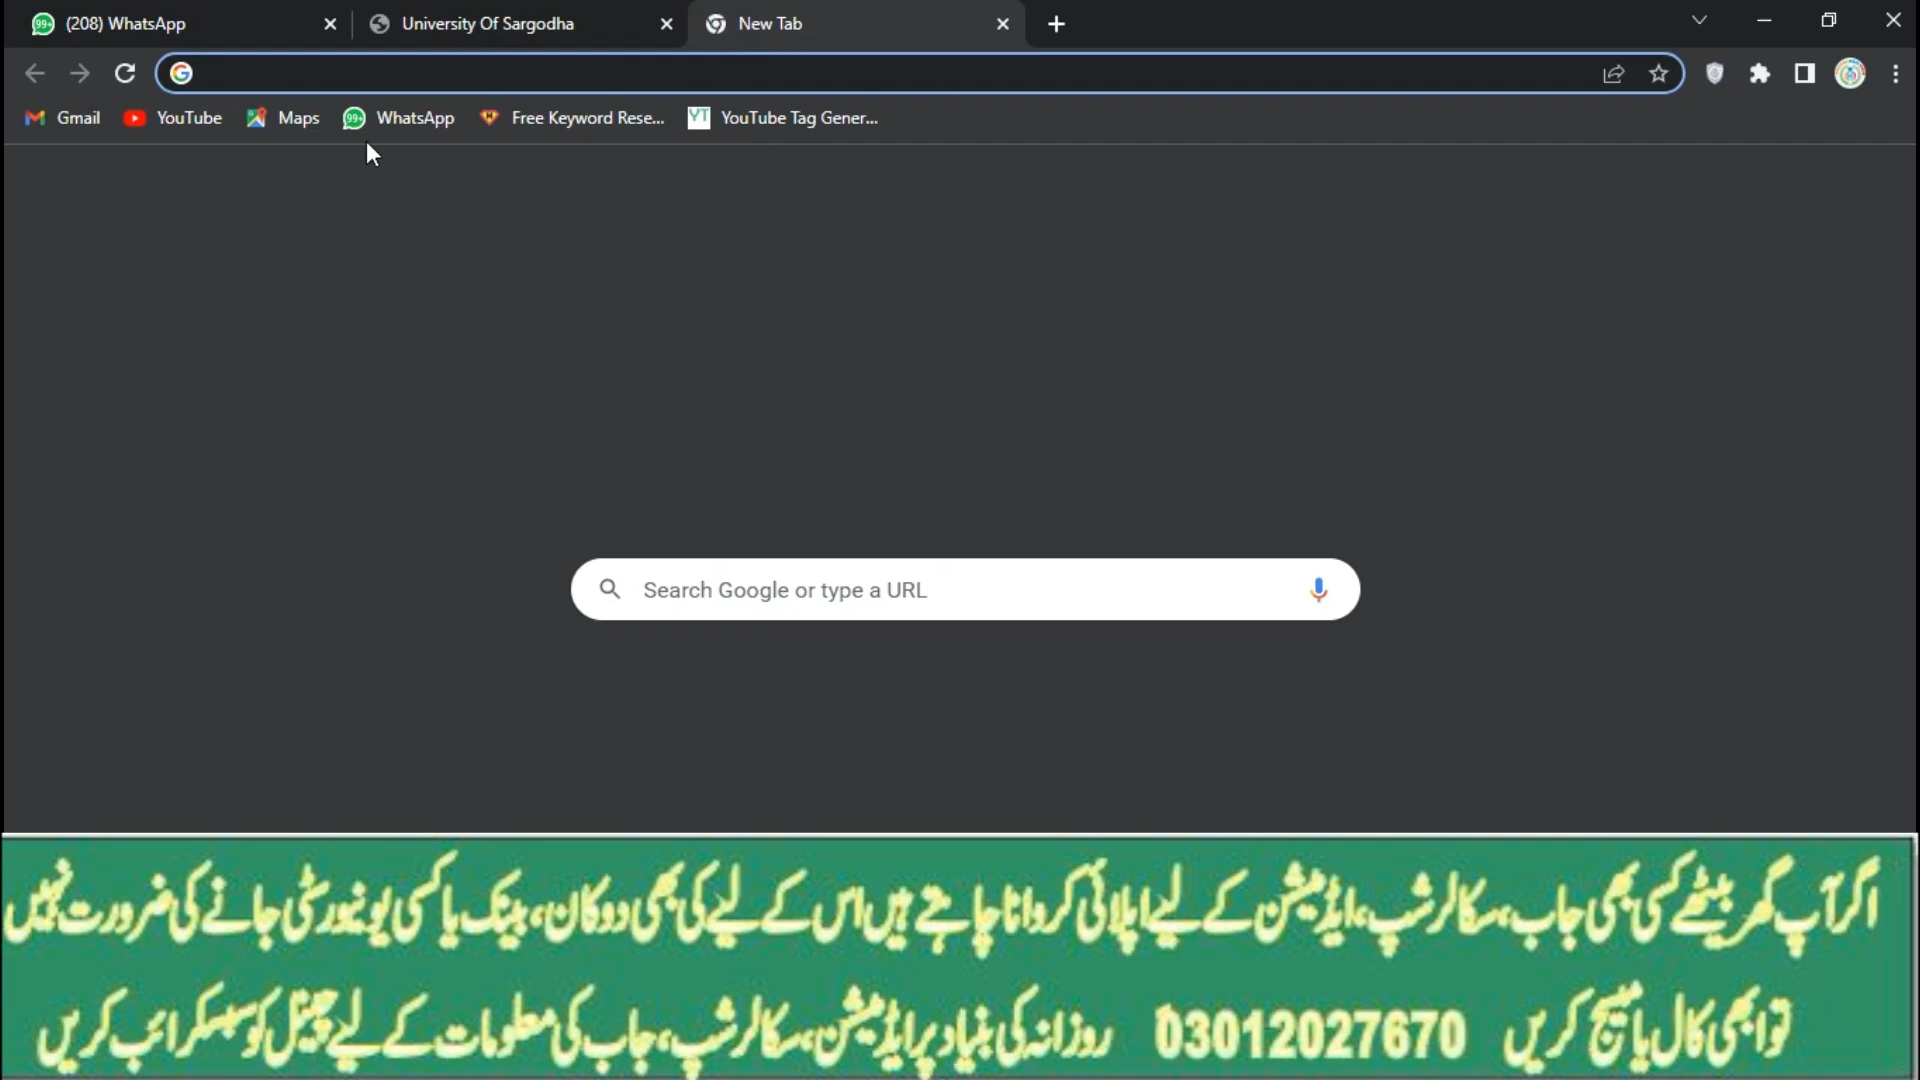 (208) WhatsApp
University Of Sargodha
New Tab
Gmail
YouTube
Maps
WhatsApp
Free Keyword Rese...
YouTube Tag Gener...
Search Google or type a URL
اگر آپ گھر بیٹھے کسی بھی جاب، سکالرشپ، ایڈمیشن کے لیے اپلائی کروانا چاہتے ہیں اس کے لیے کسی بھی دوکان، بینک یا کسی یونیورسٹی جانے کی ضرورت نہیں
تو ابھی کال یا میسج کریں 03012027670 روزانہ کی بنیاد پر ایڈمیشن، سکالرشپ، جاب کی معلومات کے لیے چینل کو سبسکرائب کریں